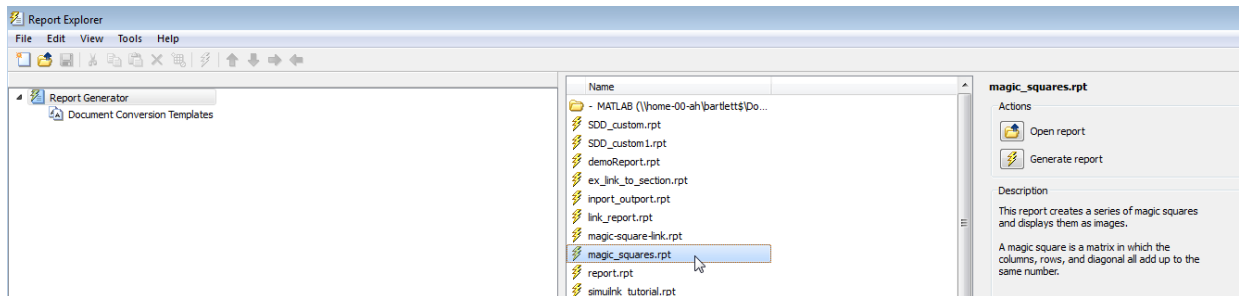 Report Explorer
File Edit View Tools Help
Report Generator
Document Conversion Templates
Name
- MATLAB (\\home-00-ah\bartlett$\Do...
SDD_custom.rpt
SDD_custom1.rpt
demoReport.rpt
ex_link_to_section.rpt
inport_outport.rpt
link_report.rpt
magic-square-link.rpt
magic_squares.rpt
report.rpt
simulnk_tutorial.rpt
magic_squares.rpt
Actions
Open report
Generate report
Description
This report creates a series of magic squares
and displays them as images.
A magic square is a matrix in which the
columns, rows, and diagonal all add up to the
same number.